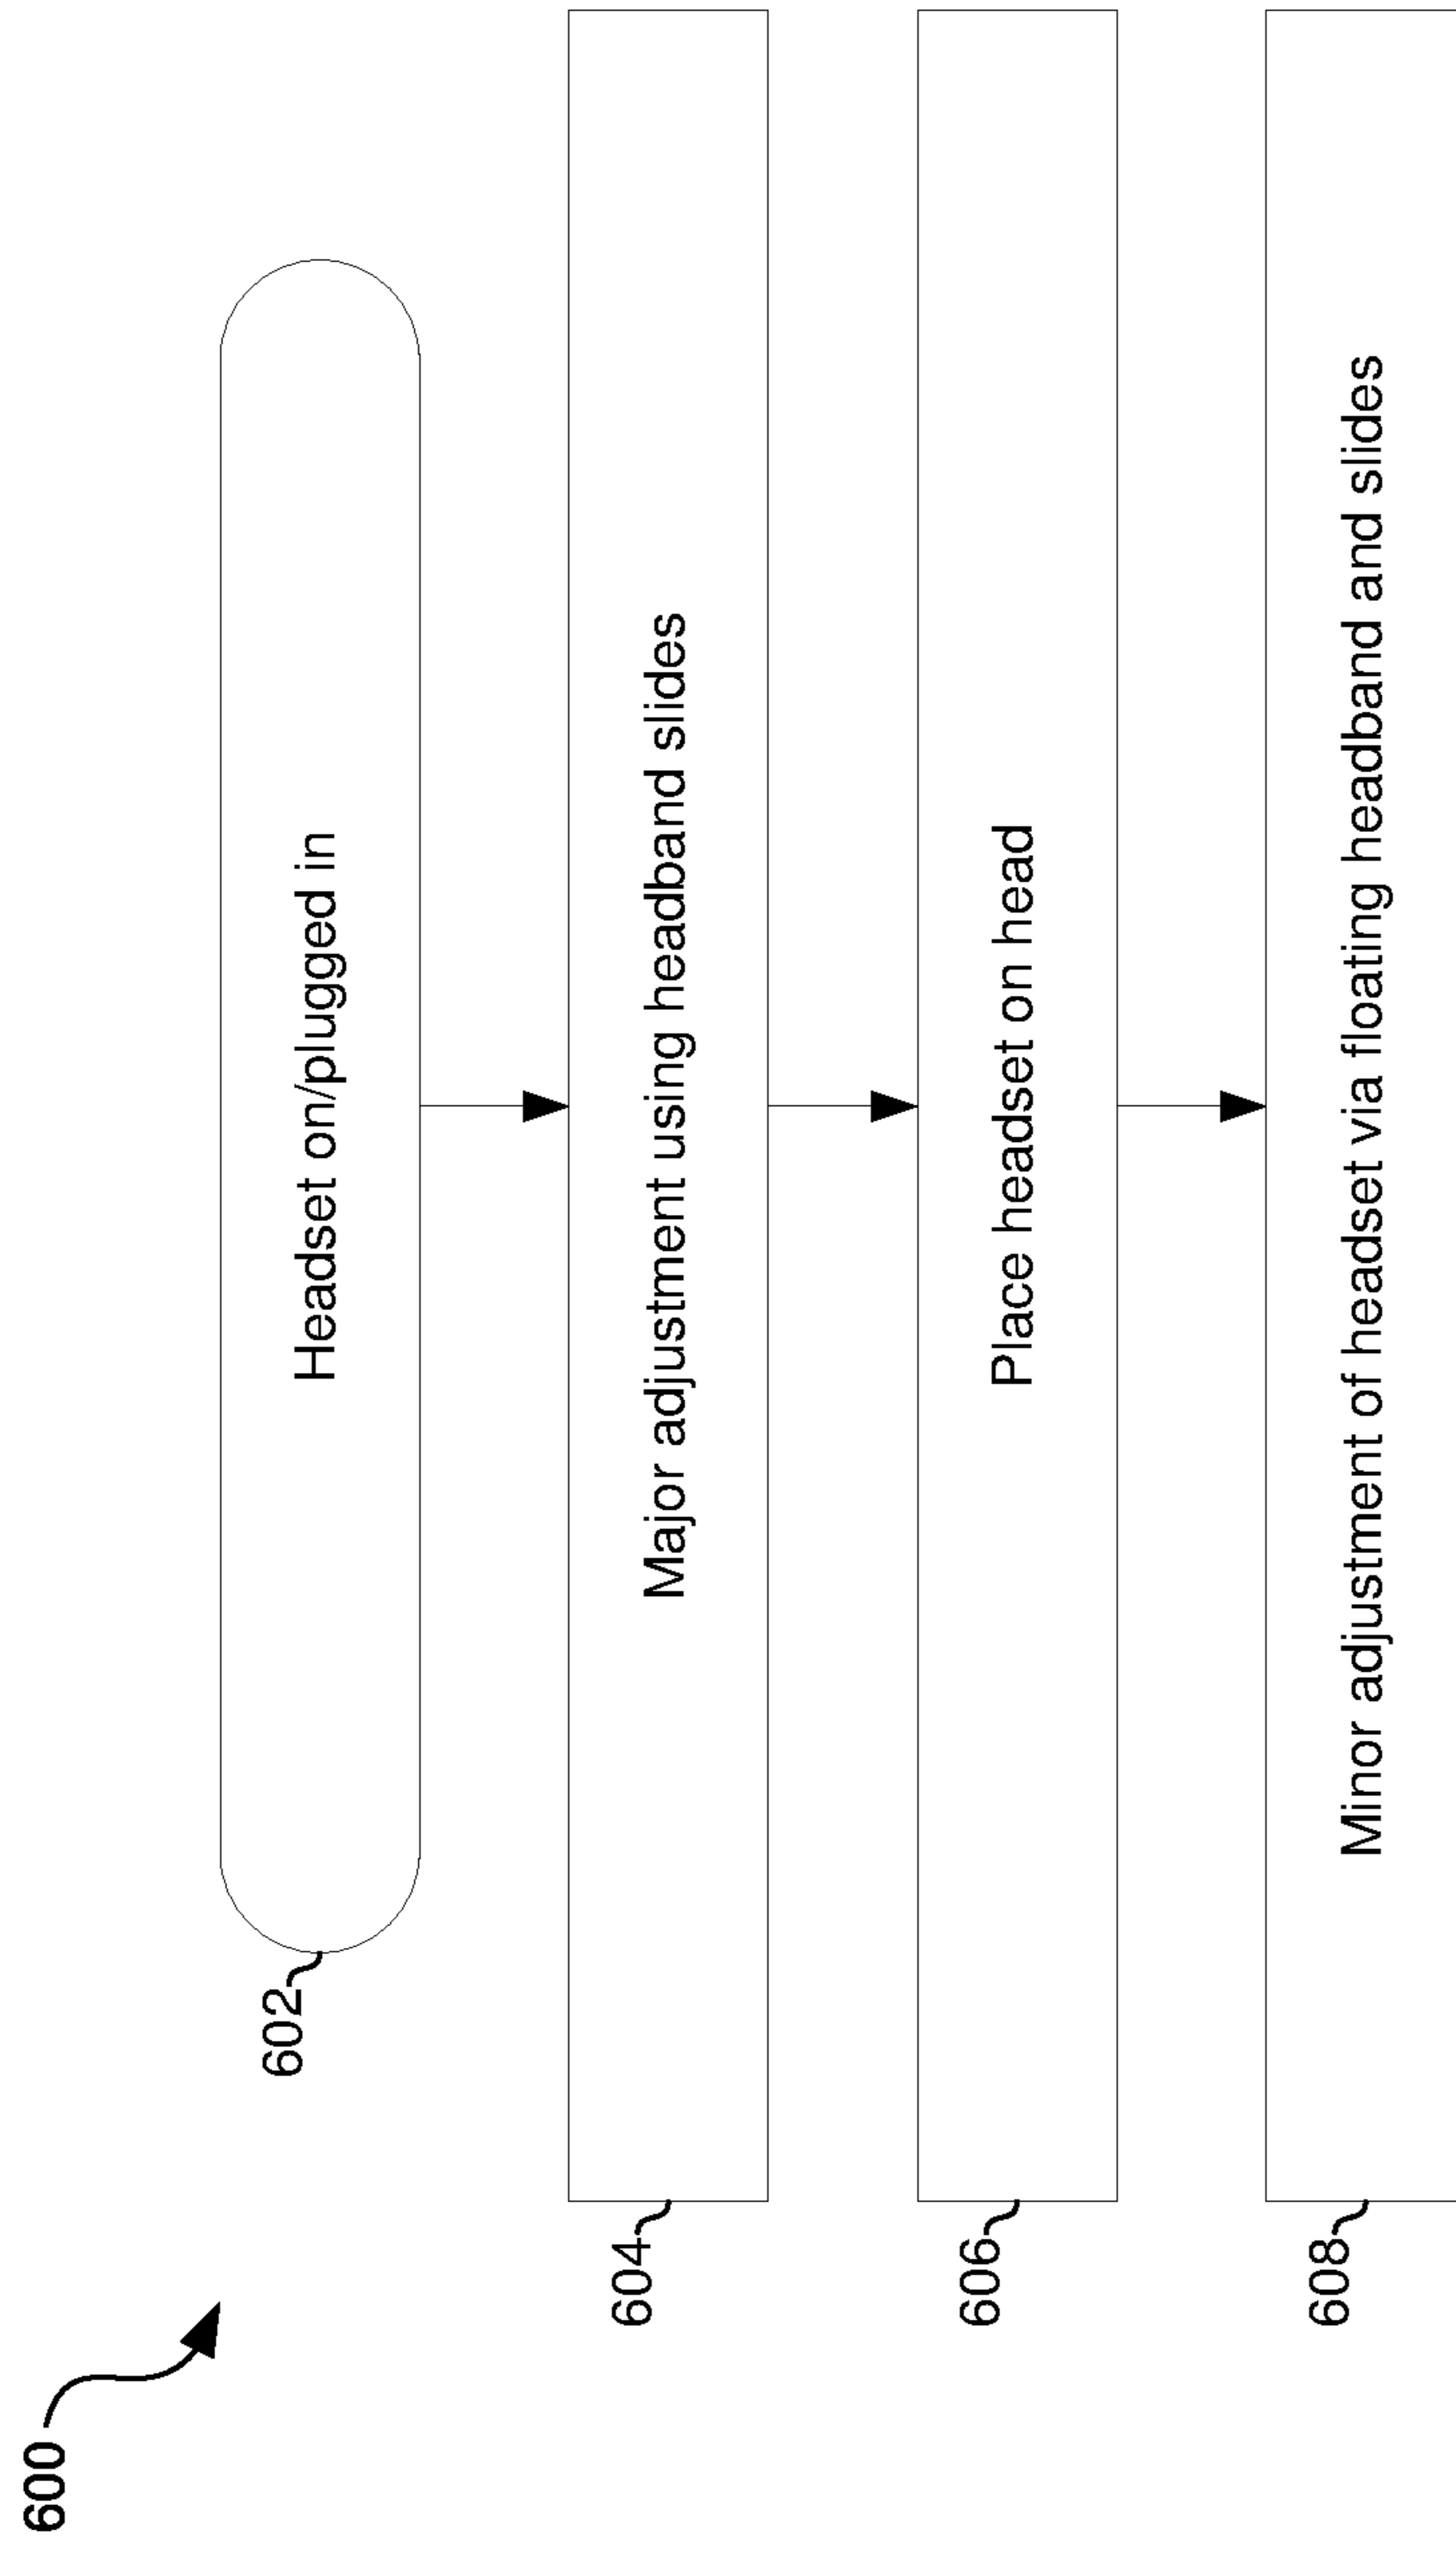 600
602
Headset on/plugged in
604
Major adjustment using headband slides
606
Place headset on head
608
Minor adjustment of headset via floating headband and slides